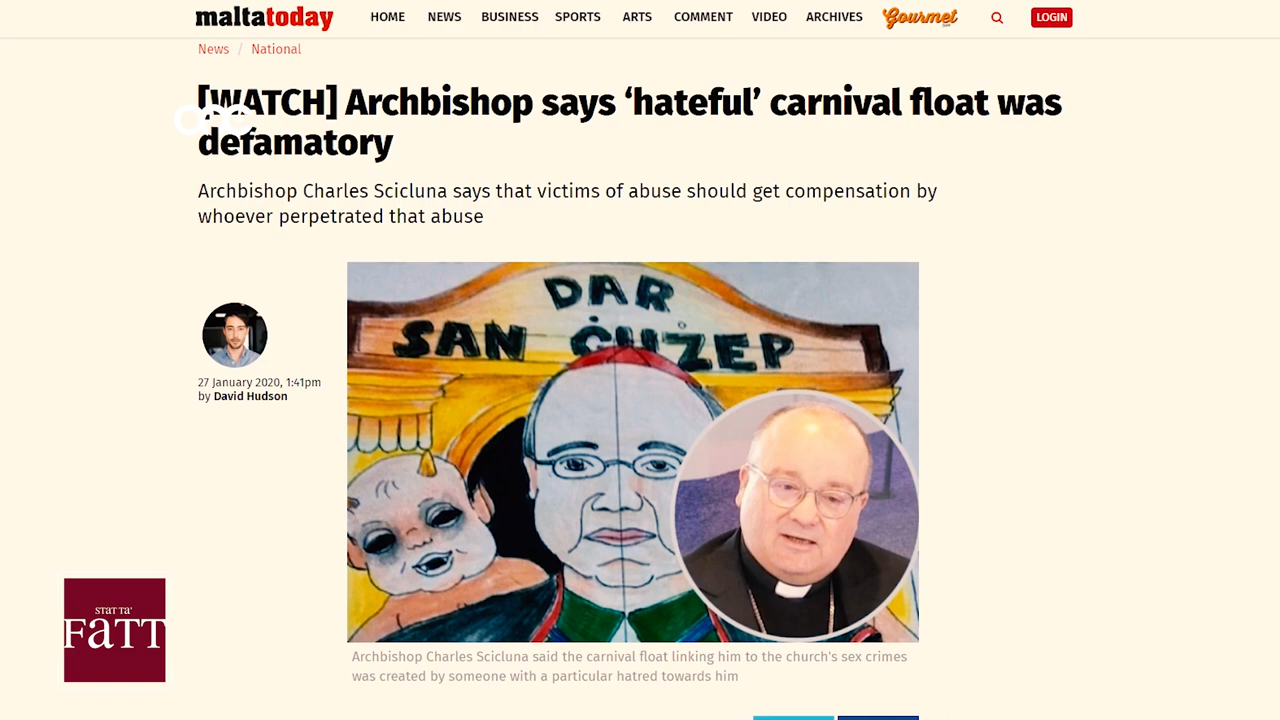 maltatoday HOME NEWS BUSINESS SPORTS ARTS COMMENT VIDEO ARCHIVES Gourmet LOGIN
News / National
[WATCH] Archbishop says ‘hateful’ carnival float was
defamatory
Archbishop Charles Scicluna says that victims of abuse should get compensation by
whoever perpetrated that abuse
DAR
SAN ĠUŻEP
27 January 2020, 1:41pm
by David Hudson
STAT TA'
FaTT
Archbishop Charles Scicluna said the carnival float linking him to the church's sex crimes
was created by someone with a particular hatred towards him